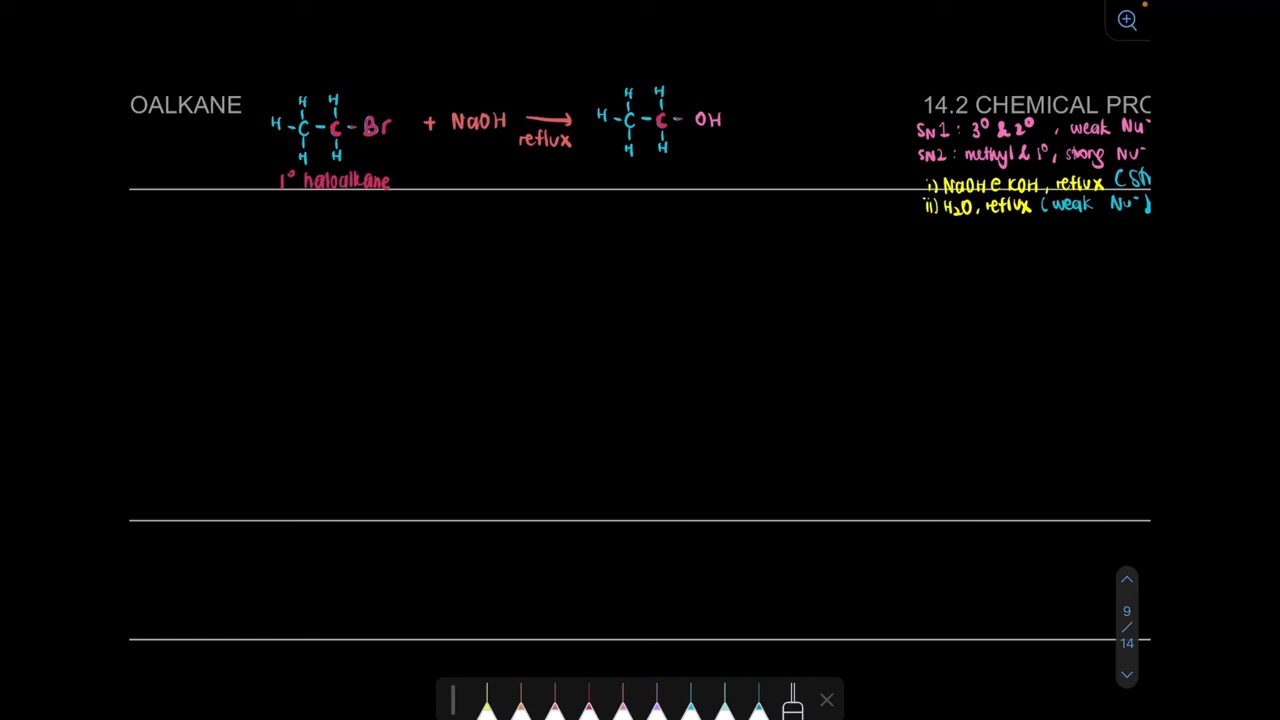 OALKANE
14.2 CHEMICAL PRO
H H
H - C - C - Br + NaOH → reflux
H H
1° haloalkane
H H
H - C - C - OH
H H
SN1 : 3° & 2° , weak Nu⁻
SN2 : methyl & 1°, strong Nu⁻
i) NaOH @ KOH, reflux (str
ii) H₂O, reflux (weak Nu⁻)
9
/
14